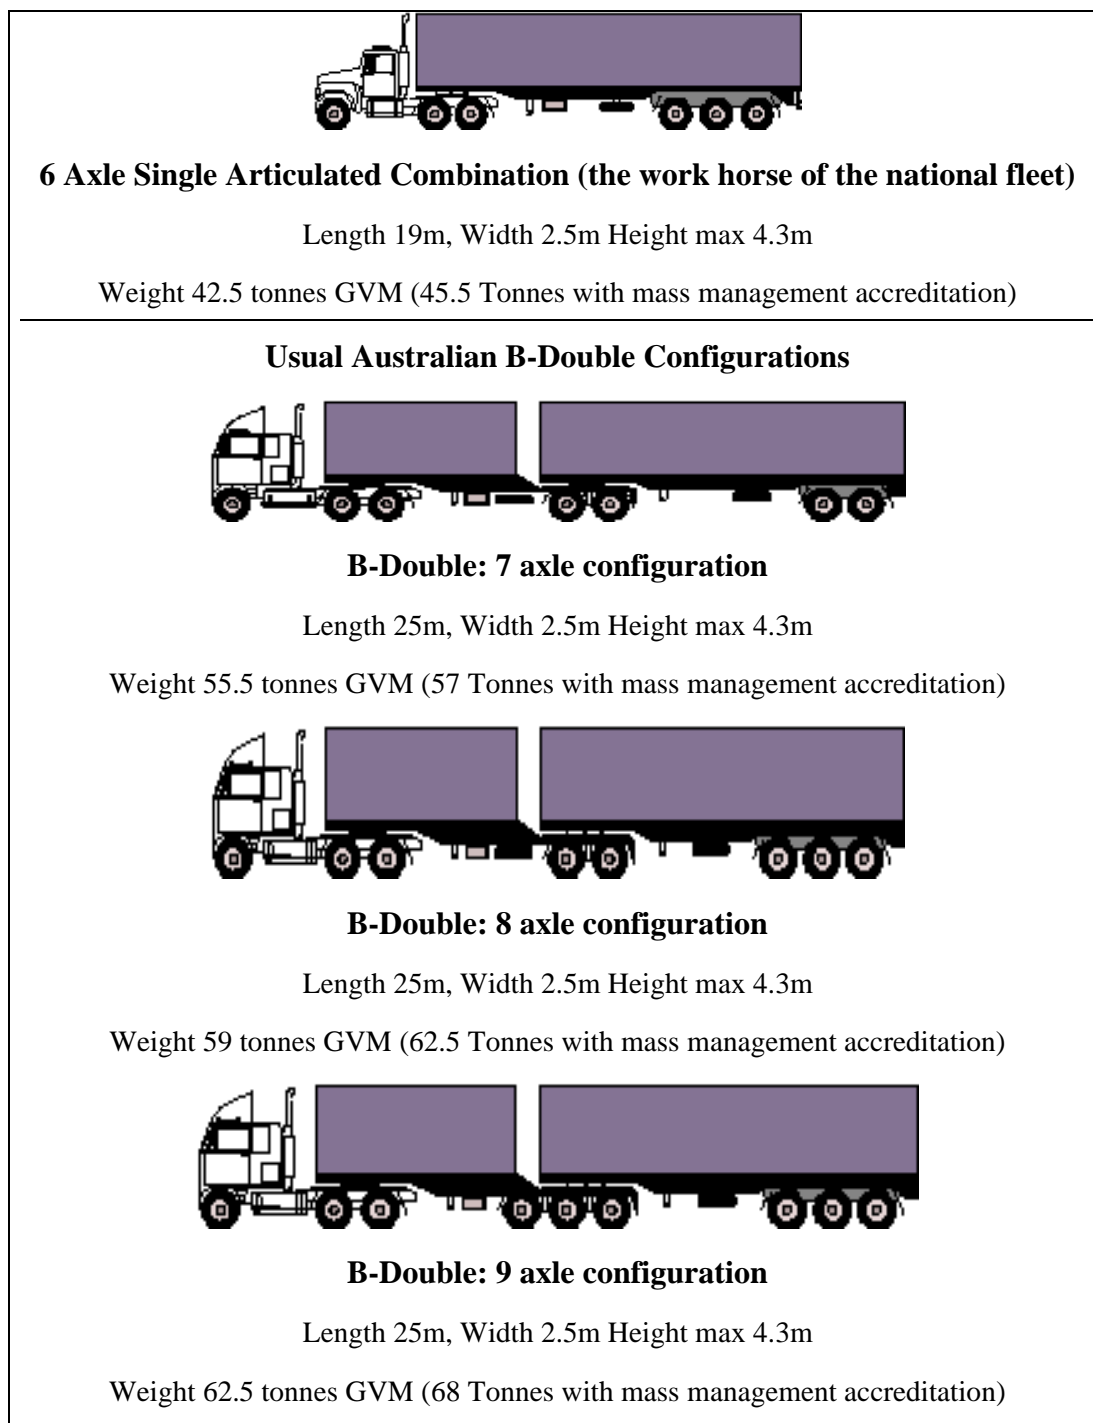 6 Axle Single Articulated Combination (the work horse of the national fleet)
Length 19m, Width 2.5m Height max 4.3m
Weight 42.5 tonnes GVM (45.5 Tonnes with mass management accreditation)
Usual Australian B-Double Configurations
B-Double: 7 axle configuration
Length 25m, Width 2.5m Height max 4.3m
Weight 55.5 tonnes GVM (57 Tonnes with mass management accreditation)
B-Double: 8 axle configuration
Length 25m, Width 2.5m Height max 4.3m
Weight 59 tonnes GVM (62.5 Tonnes with mass management accreditation)
B-Double: 9 axle configuration
Length 25m, Width 2.5m Height max 4.3m
Weight 62.5 tonnes GVM (68 Tonnes with mass management accreditation)